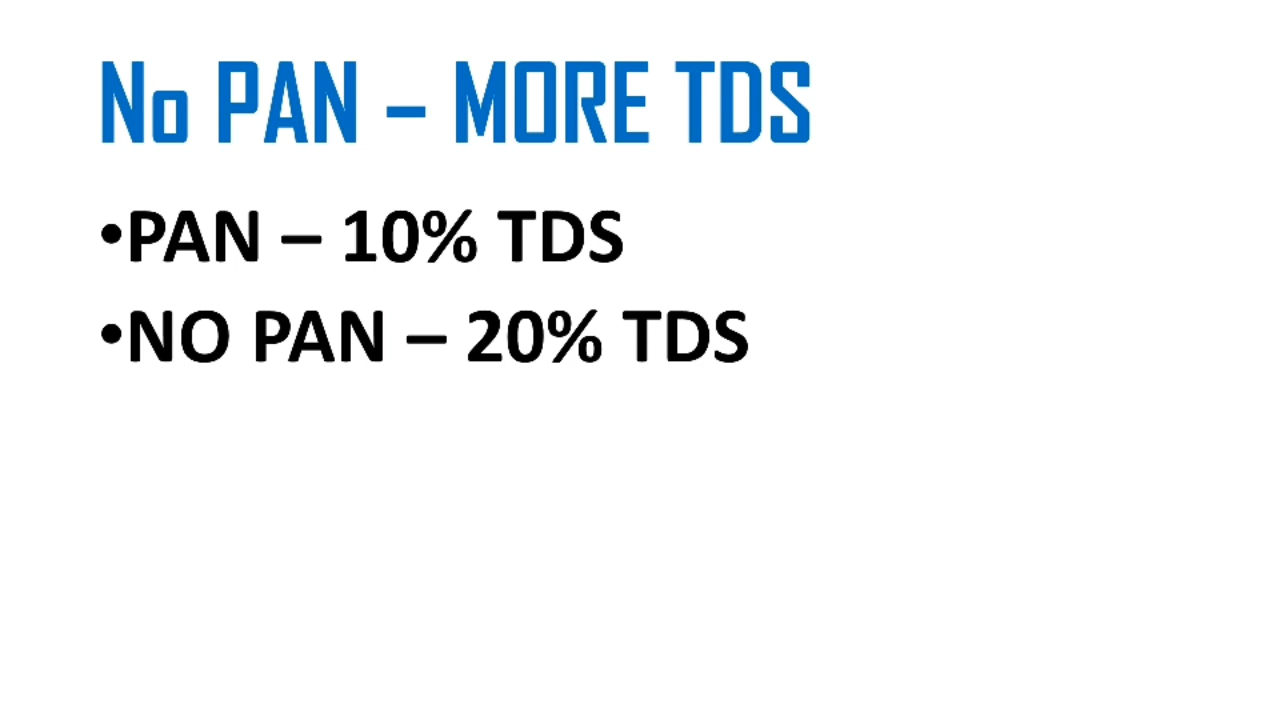 No PAN – MORE TDS
•PAN – 10% TDS
•NO PAN – 20% TDS